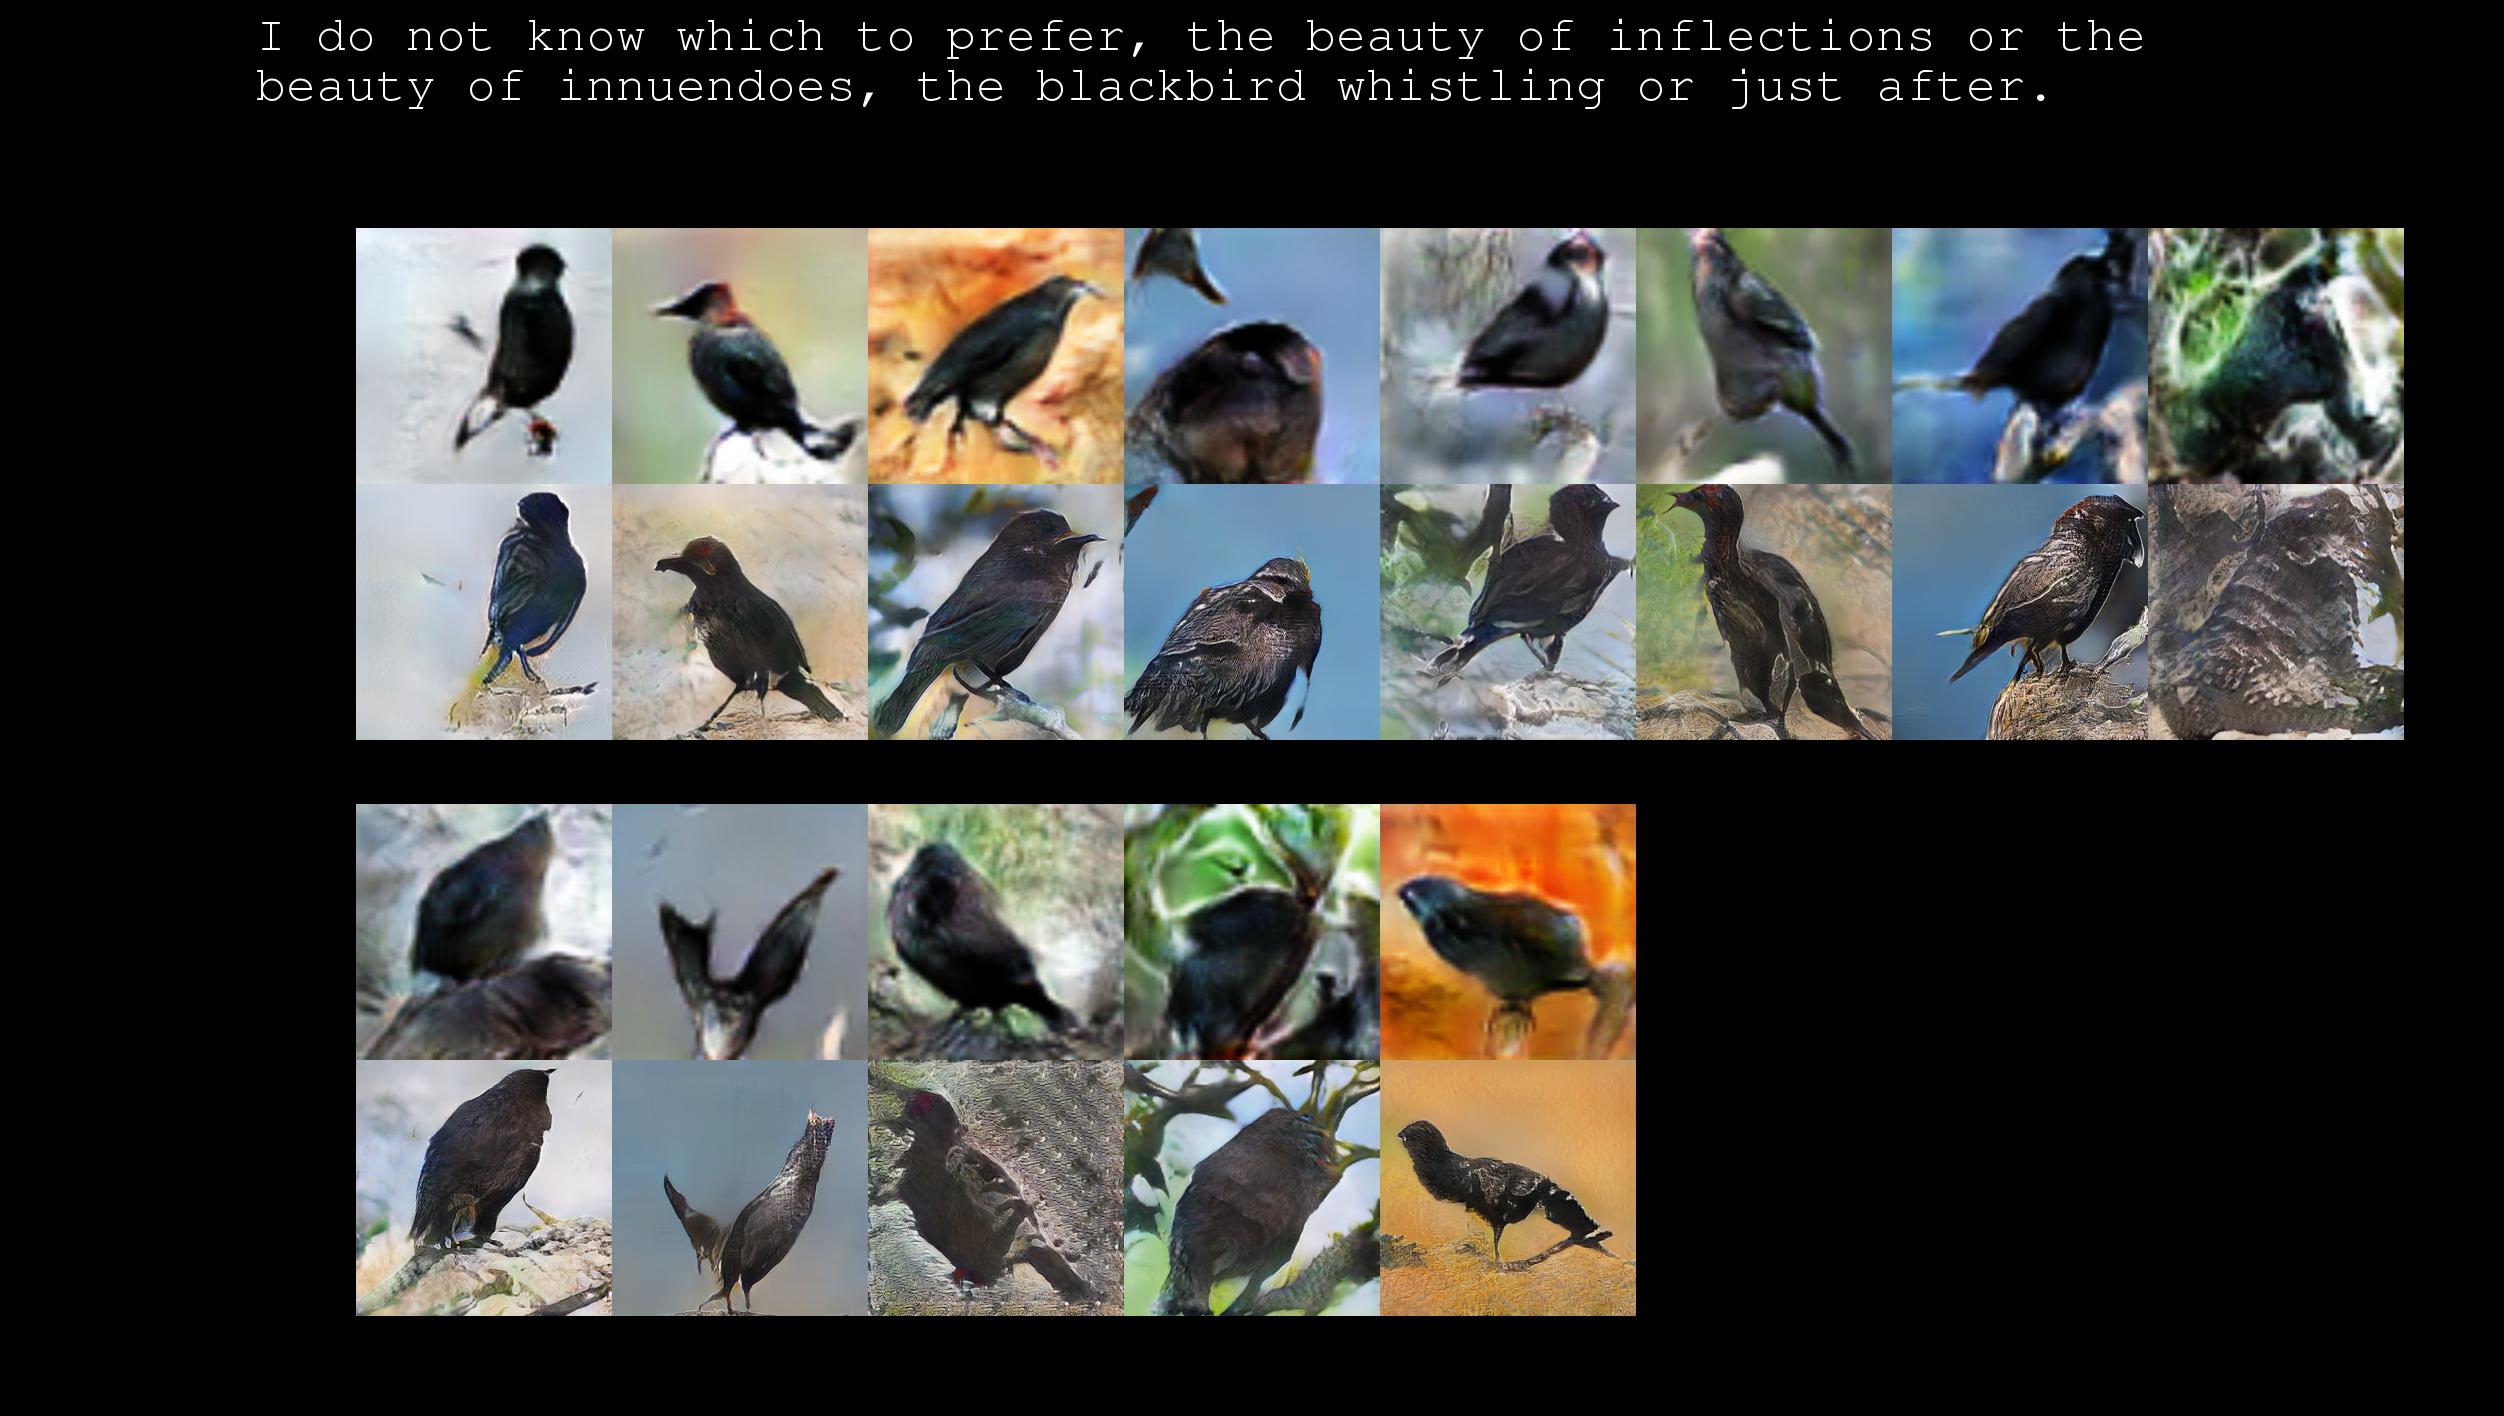 I do not know which to prefer, the beauty of inflections or the
beauty of innuendoes, the blackbird whistling or just after.